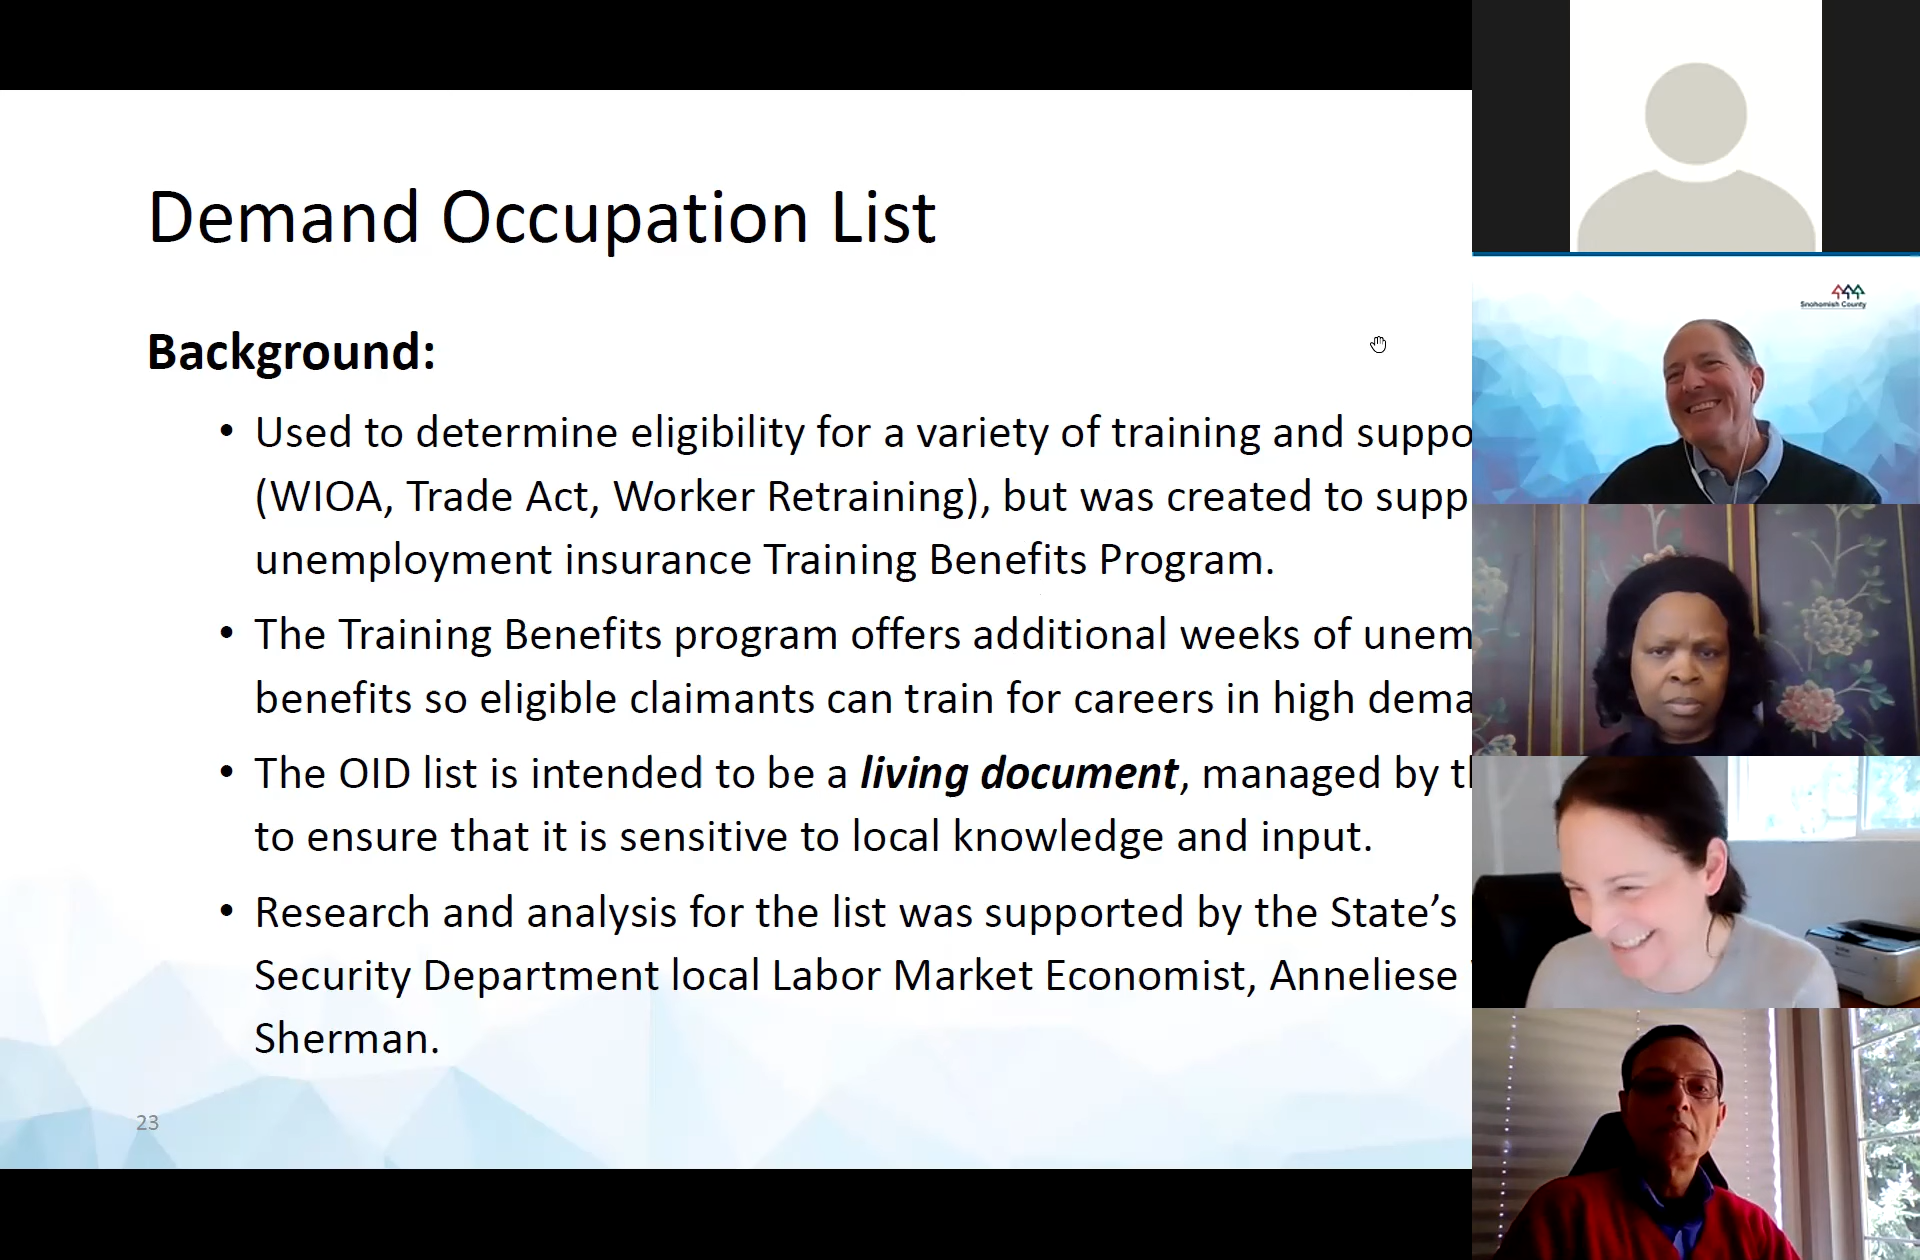 Demand Occupation List
Snohomish County
Background:
• Used to determine eligibility for a variety of training and suppo
(WIOA, Trade Act, Worker Retraining), but was created to supp
unemployment insurance Training Benefits Program.
• The Training Benefits program offers additional weeks of unem
benefits so eligible claimants can train for careers in high dema
• The OID list is intended to be a living document, managed by th
to ensure that it is sensitive to local knowledge and input.
• Research and analysis for the list was supported by the State’s
Security Department local Labor Market Economist, Anneliese
Sherman.
23